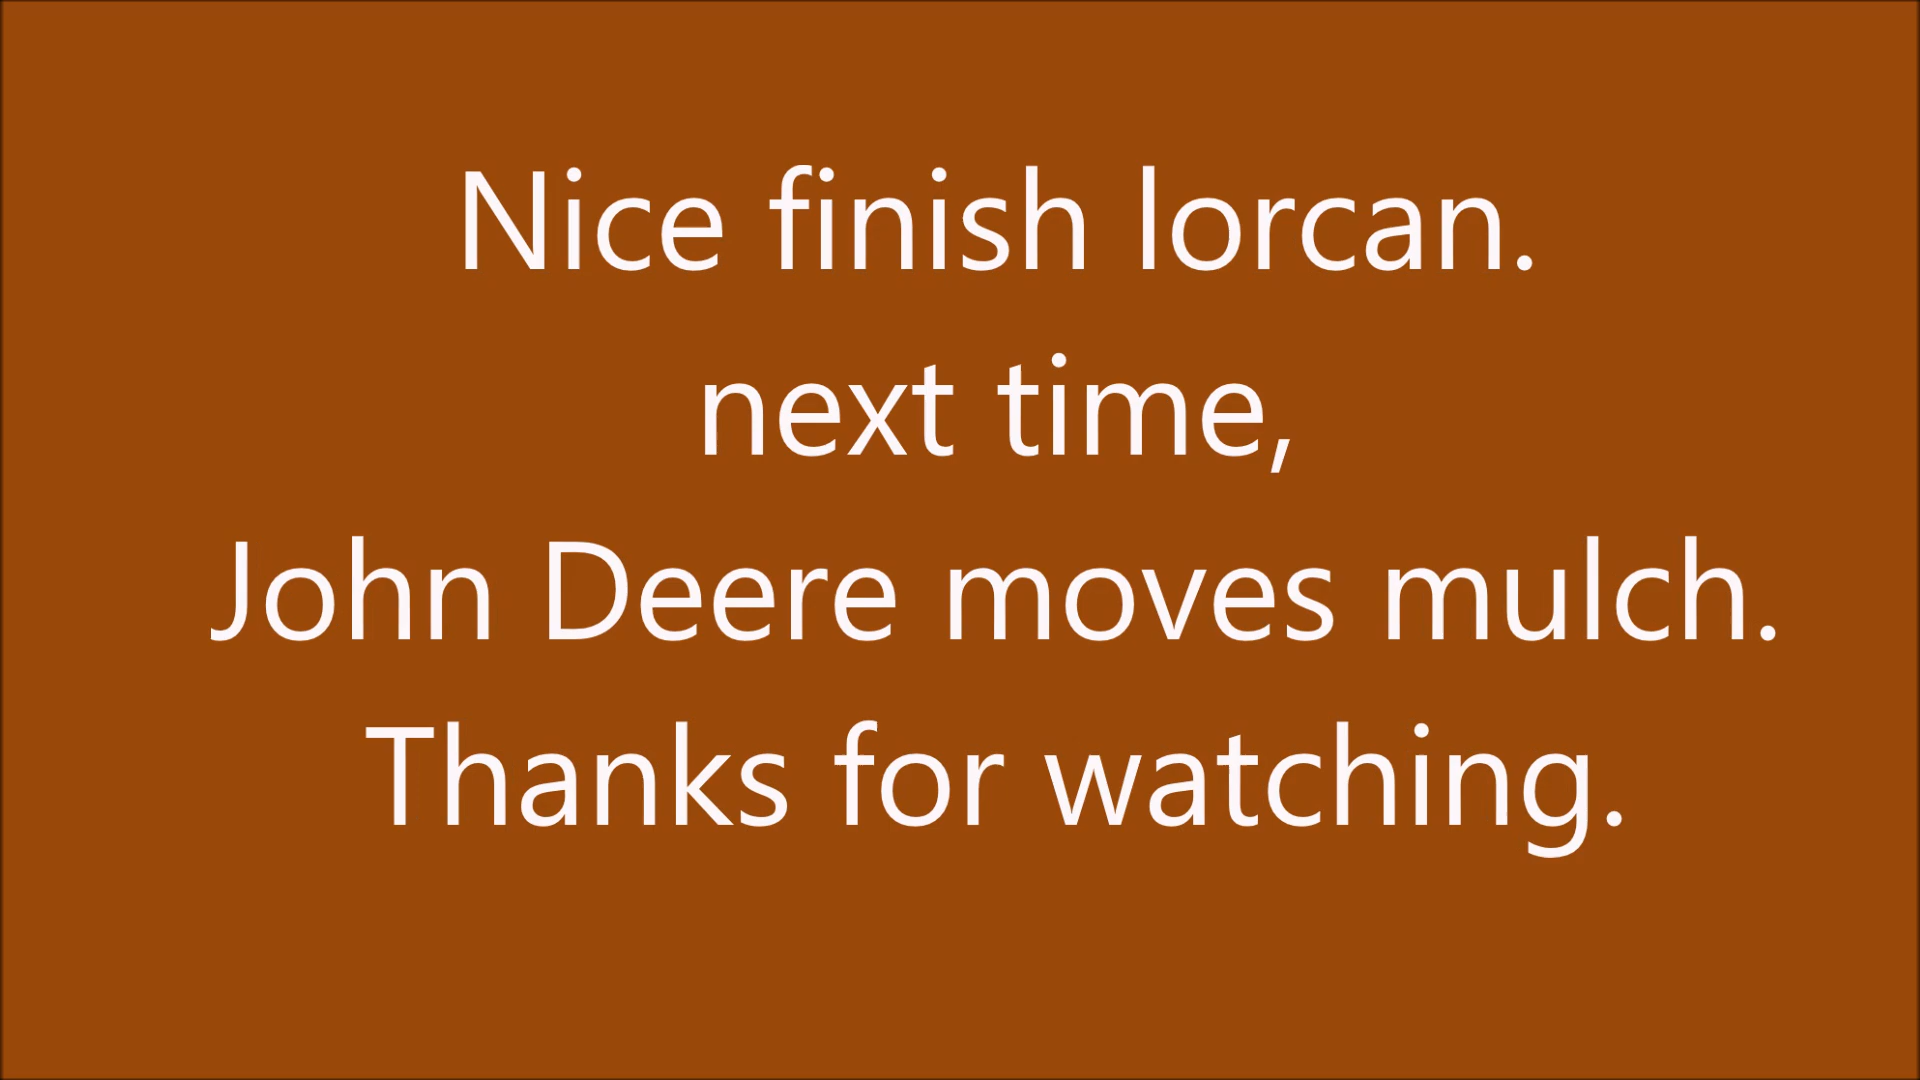 Nice finish lorcan.
next time,
John Deere moves mulch.
Thanks for watching.